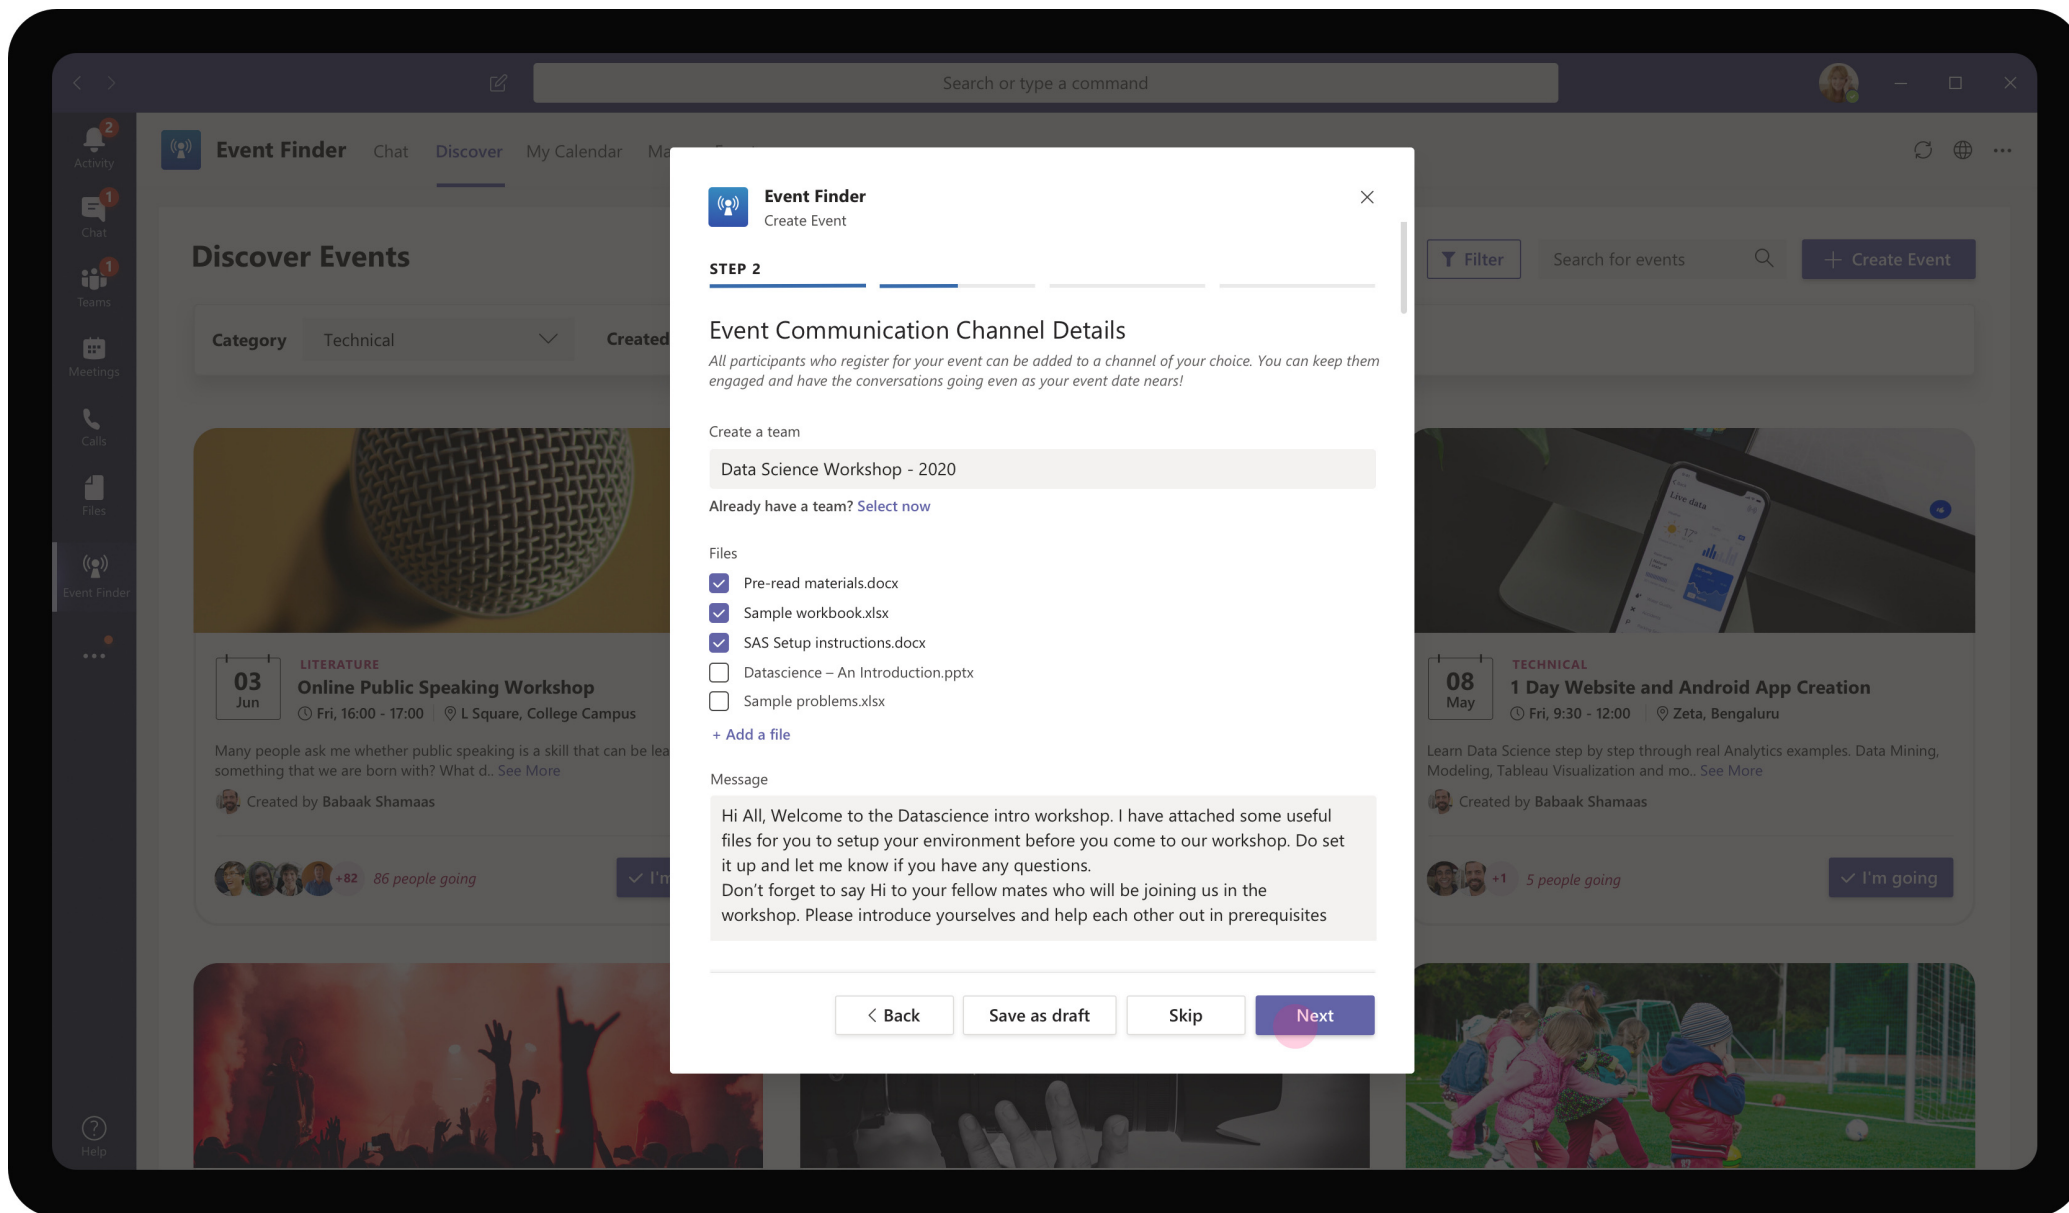 Search or type a command
2
Activity
1
Chat
1
Teams
Meetings
Calls
Files
Event Finder
Help
Event Finder Chat Discover My Calendar
Discover Events
Filter Search for events + Create Event
Category Technical Created
LITERATURE
03 Jun
Online Public Speaking Workshop
Fri, 16:00 - 17:00 L Square, College Campus
Many people ask me whether public speaking is a skill that can be lea
something that we are born with? What d.. See More
Created by Babaak Shamaas
+82 86 people going I'm
Event Finder
Create Event
STEP 2
Event Communication Channel Details
All participants who register for your event can be added to a channel of your choice. You can keep them
engaged and have the conversations going even as your event date nears!
Create a team
Data Science Workshop - 2020
Already have a team? Select now
Files
Pre-read materials.docx
Sample workbook.xlsx
SAS Setup instructions.docx
Datascience – An Introduction.pptx
Sample problems.xlsx
+ Add a file
Message
Hi All, Welcome to the Datascience intro workshop. I have attached some useful
files for you to setup your environment before you come to our workshop. Do set
it up and let me know if you have any questions.
Don't forget to say Hi to your fellow mates who will be joining us in the
workshop. Please introduce yourselves and help each other out in prerequisites
Back Save as draft Skip Next
Live data
TECHNICAL
08 May
1 Day Website and Android App Creation
Fri, 9:30 - 12:00 Zeta, Bengaluru
Learn Data Science step by step through real Analytics examples. Data Mining,
Modeling, Tableau Visualization and mo.. See More
Created by Babaak Shamaas
+1 5 people going I'm going